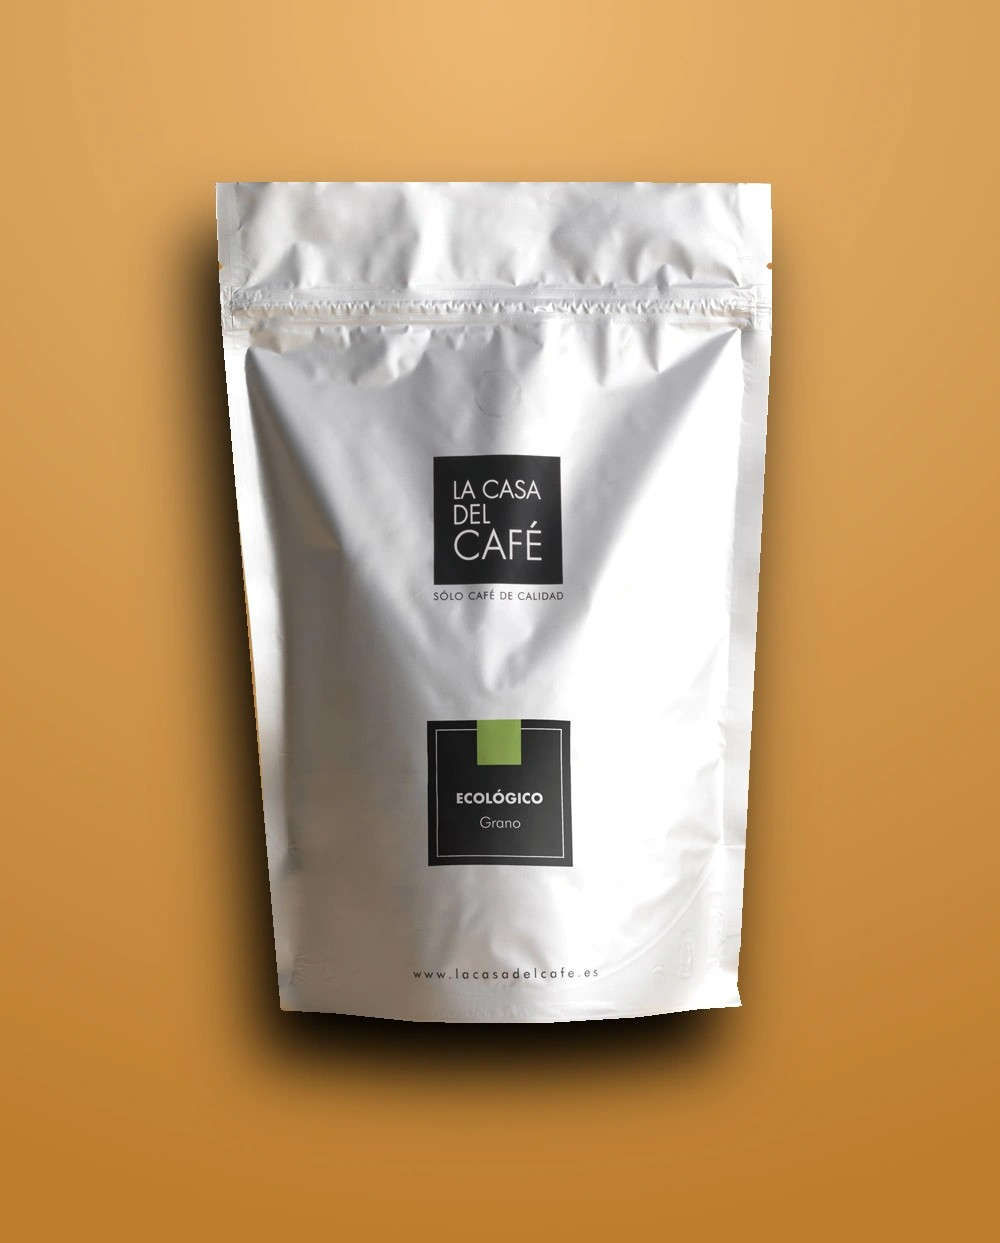 LA CASA
DEL
CAFÉ
SÓLO CAFÉ DE CALIDAD
ECOLÓGICO
Grano
www.lacasadelcafe.es